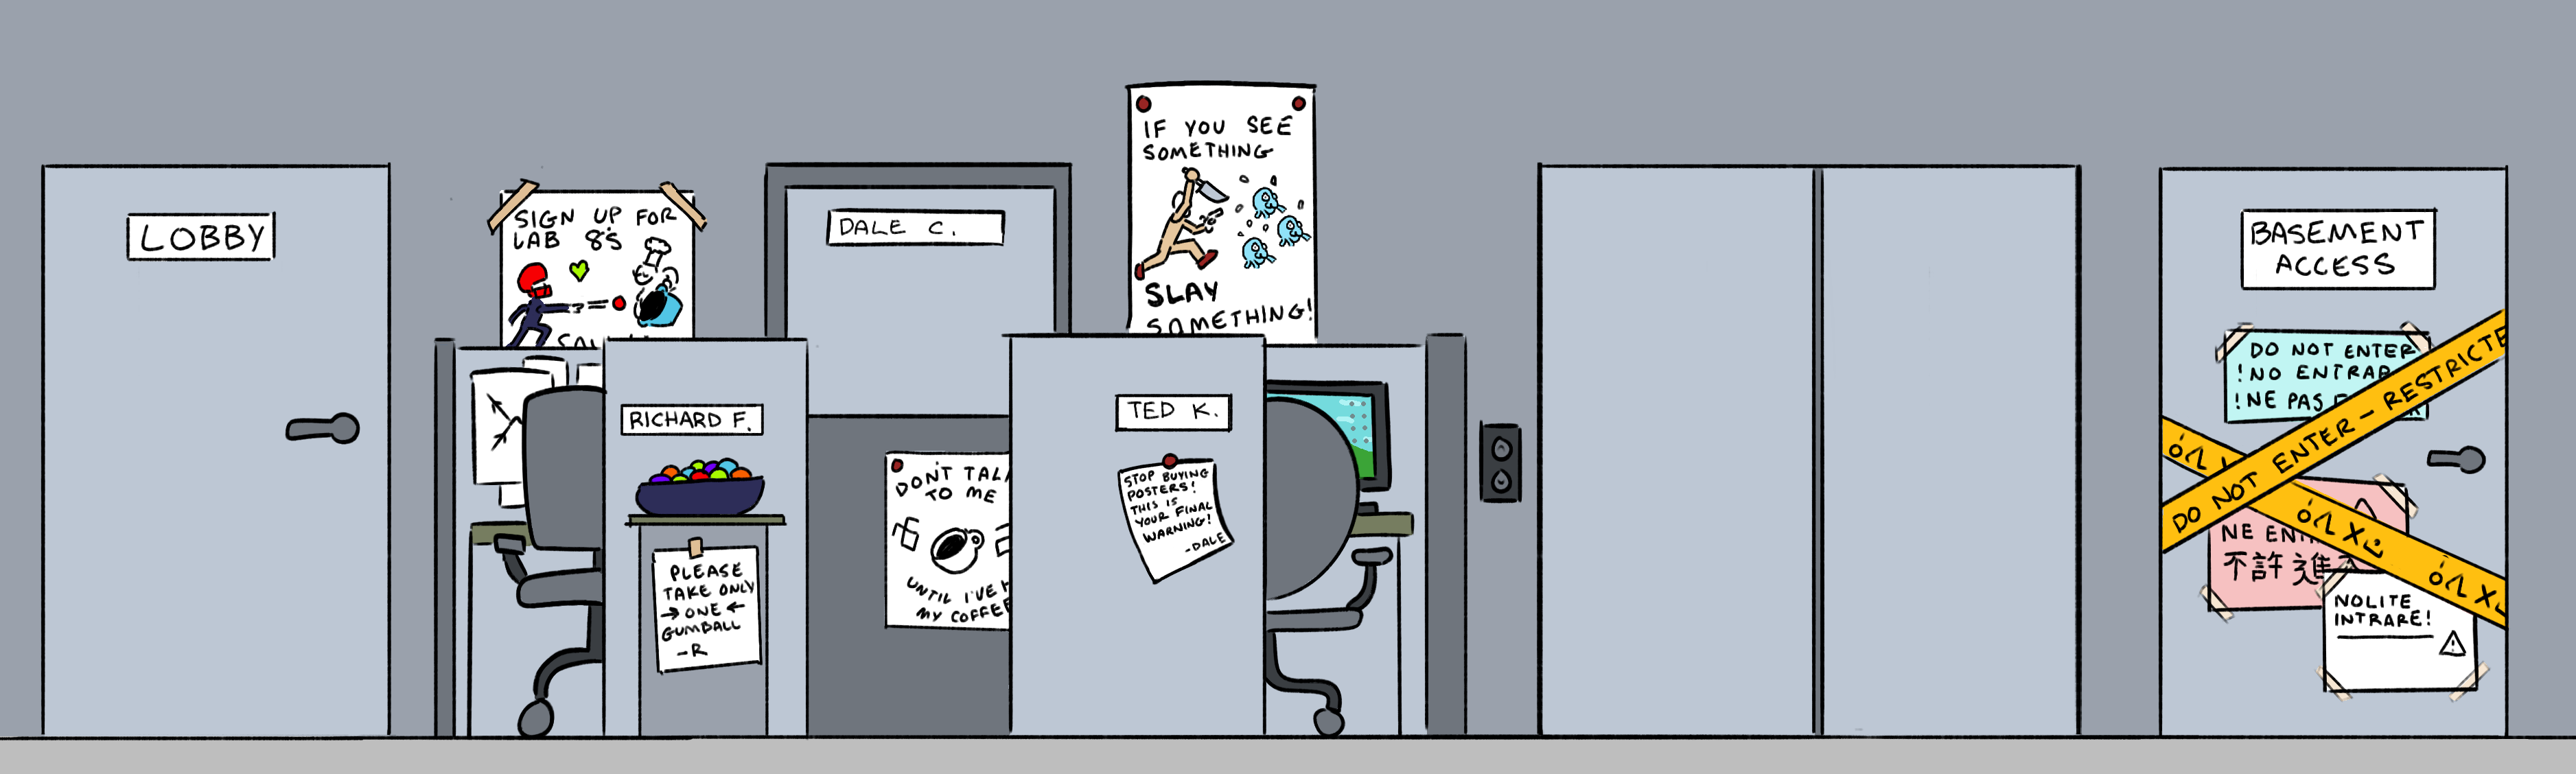 LOBBY
SIGN UP FOR
LAB 8'S
DALE C.
IF YOU SEE
SOMETHING
SLAY
SOMETHING!
RICHARD F.
PLEASE
TAKE ONLY
→ONE←
GUMBALL
-R
DON'T TAL
TO ME
UNTIL I'VE
MY COFFEE
TED K.
STOP BUYING
POSTERS!
THIS IS
YOUR FINAL
WARNING!
-DALE
BASEMENT
ACCESS
DO NOT ENTER
!NO ENTRAR
!NE PAS
DO NOT ENTER - RESTRICTE
NE
不許進
NOLITE
INTRARE!